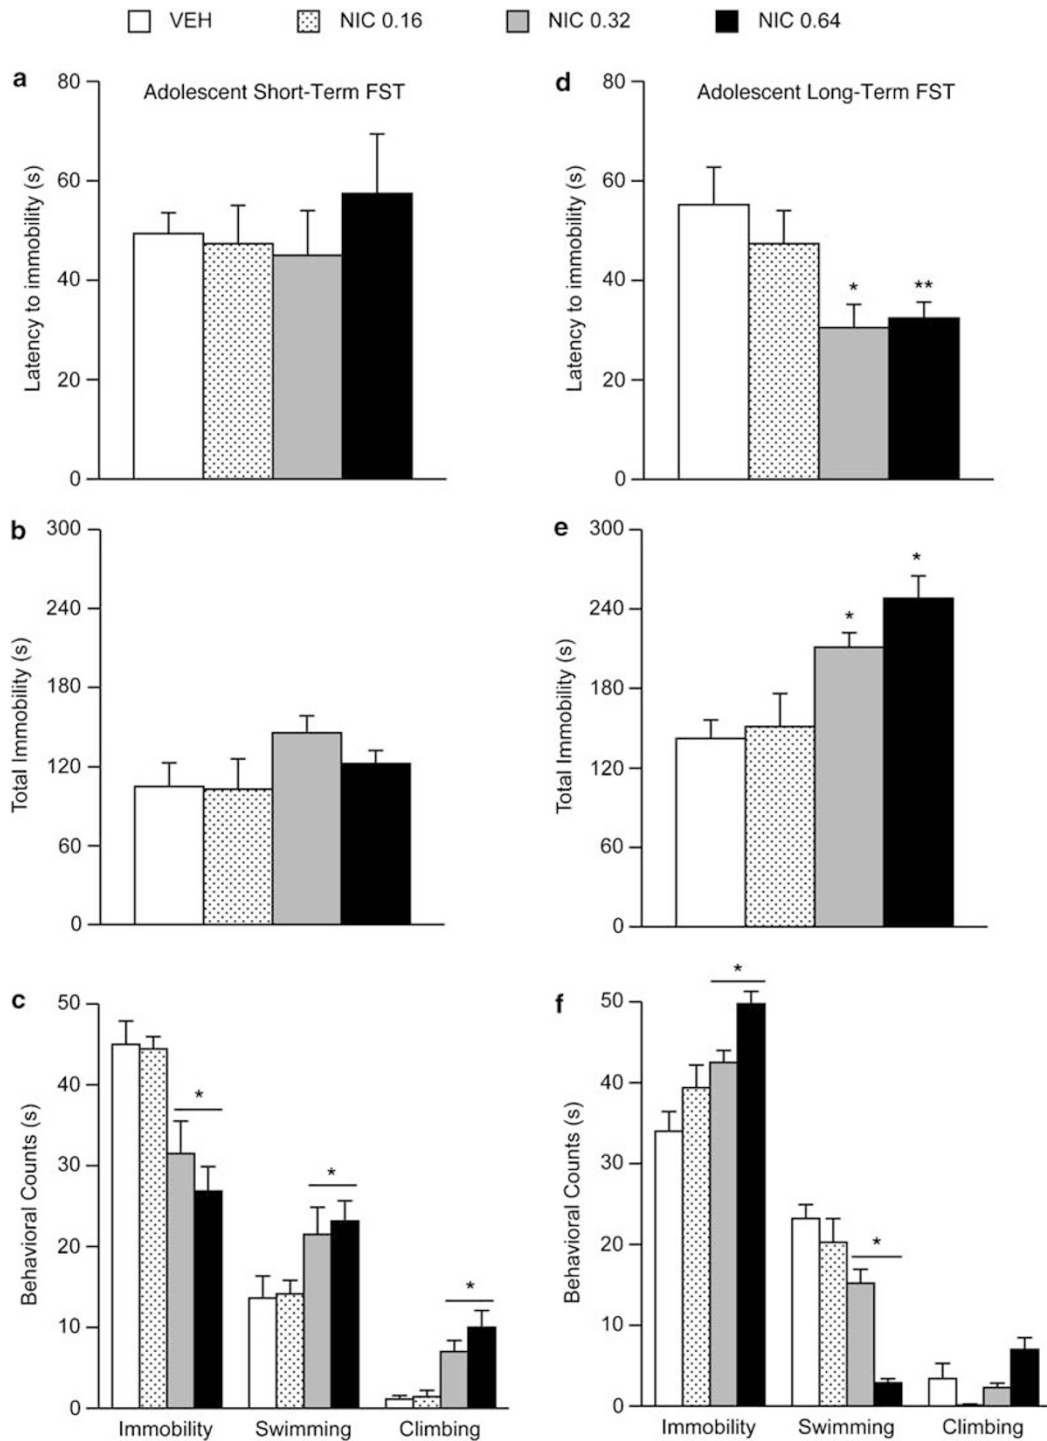 VEH NIC 0.16 NIC 0.32 NIC 0.64
a
Adolescent Short-Term FST
Latency to immobility (s)
80
60
40
20
0
d
Adolescent Long-Term FST
Latency to immobility (s)
80
60
40
20
0
*
**
b
Total Immobility (s)
300
240
180
120
60
0
e
Total Immobility (s)
300
240
180
120
60
0
*
*
c
Behavioral Counts (s)
50
40
30
20
10
0
*
*
*
Immobility Swimming Climbing
f
Behavioral Counts (s)
50
40
30
20
10
0
*
*
Immobility Swimming Climbing